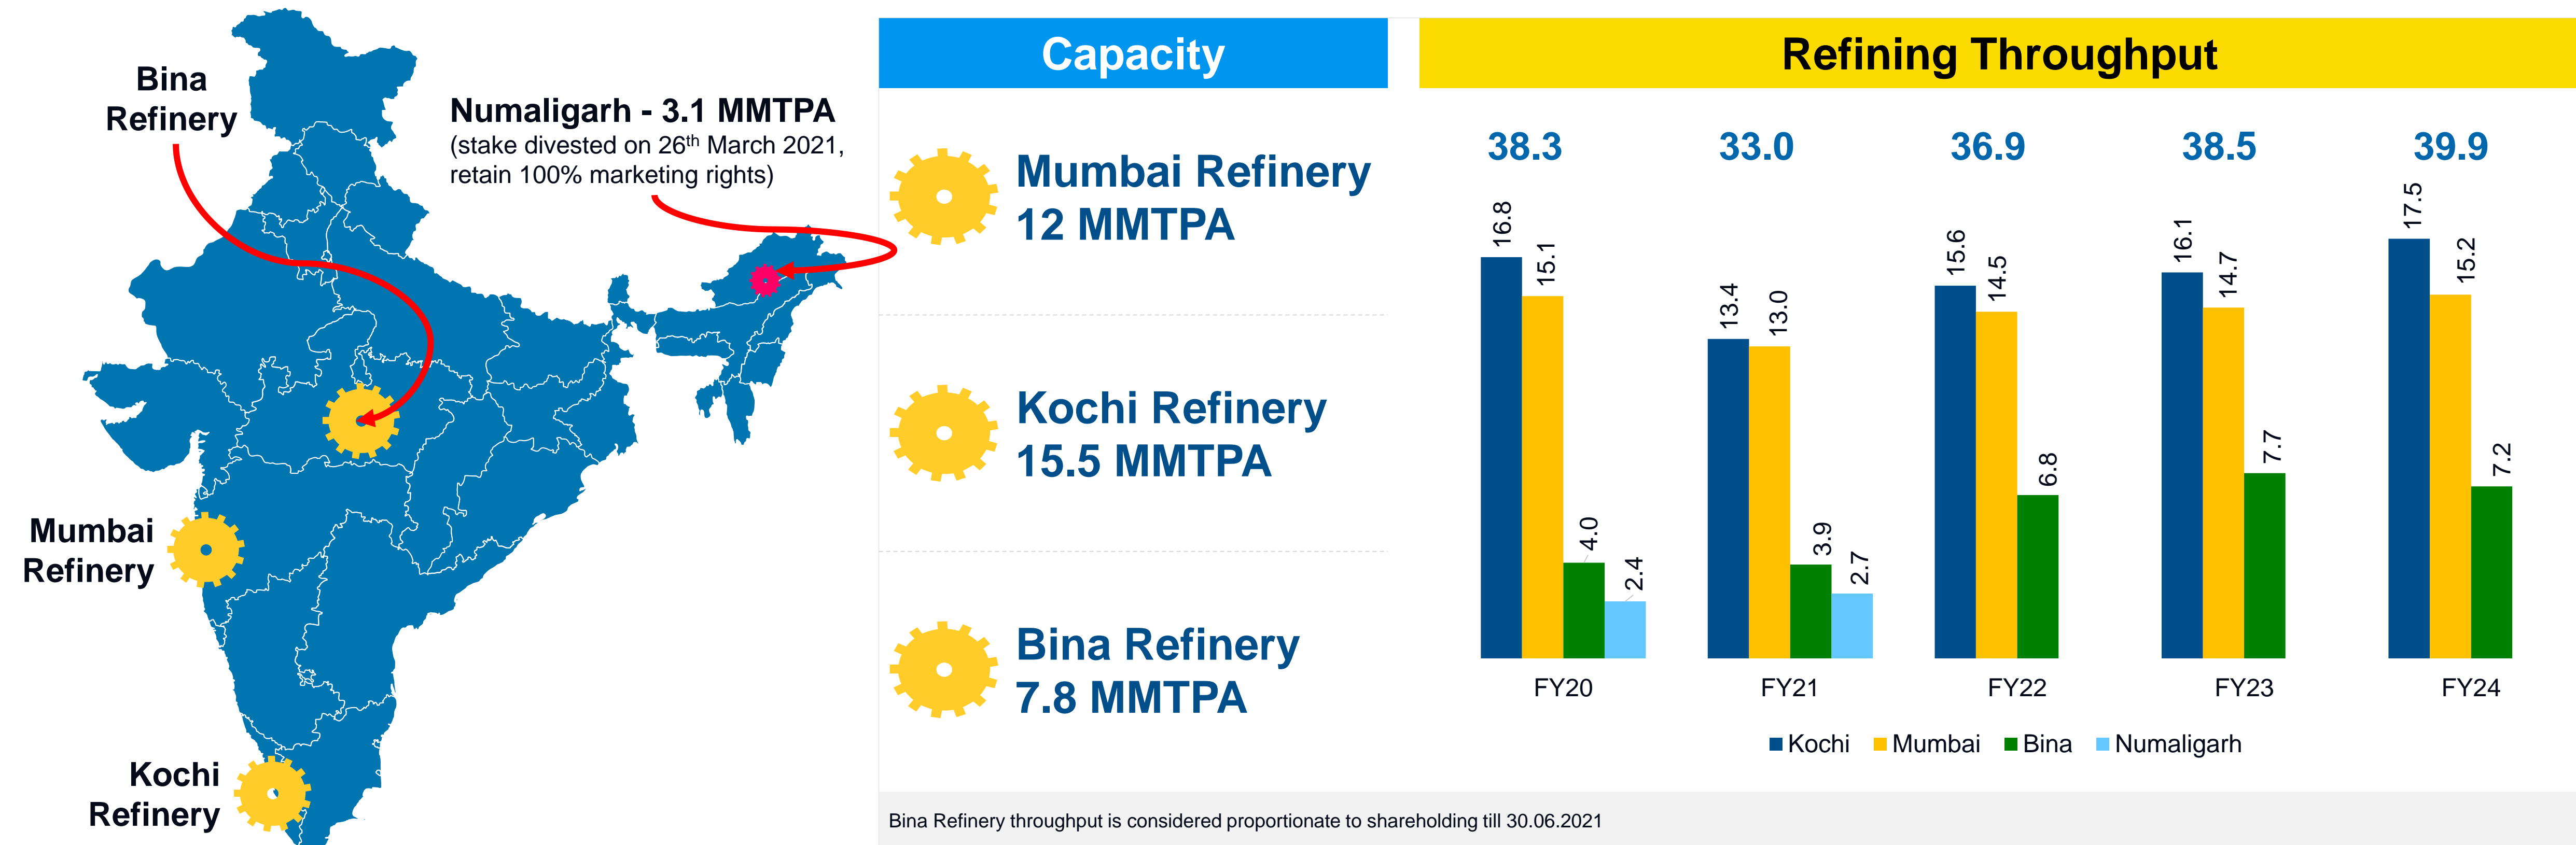 Bina
Refinery
Numaligarh - 3.1 MMTPA
(stake divested on 26th March 2021,
retain 100% marketing rights)
Mumbai
Refinery
Kochi
Refinery
Capacity
Mumbai Refinery
12 MMTPA
Kochi Refinery
15.5 MMTPA
Bina Refinery
7.8 MMTPA
Refining Throughput
38.3 33.0 36.9 38.5 39.9
16.8 15.1 4.0 2.4
13.4 13.0 3.9 2.7
15.6 14.5 6.8
16.1 14.7 7.7
17.5 15.2 7.2
FY20 FY21 FY22 FY23 FY24
Kochi Mumbai Bina Numaligarh
Bina Refinery throughput is considered proportionate to shareholding till 30.06.2021